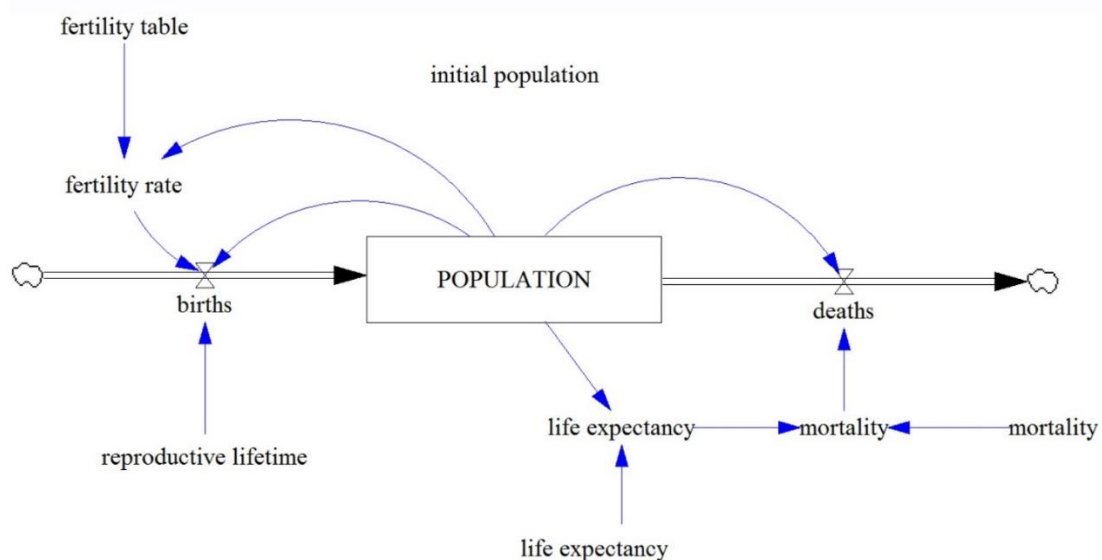 fertility table
initial population
fertility rate
POPULATION
births
deaths
life expectancy
mortality
mortality
reproductive lifetime
life expectancy